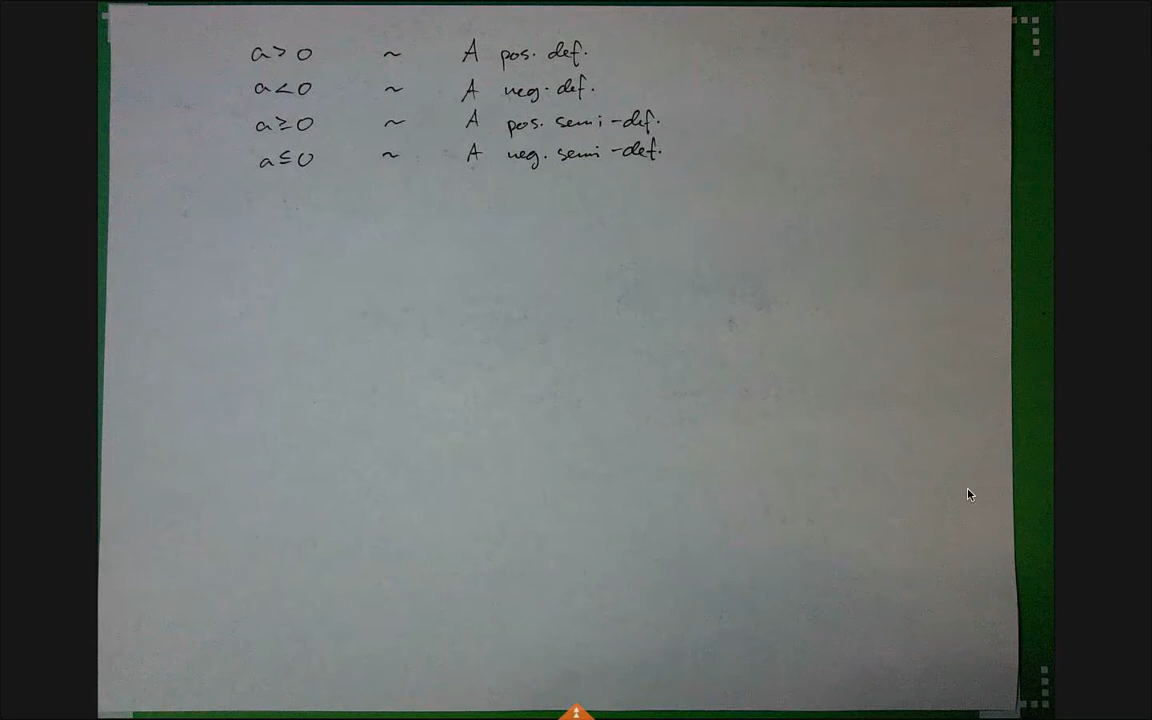 a > 0 ~ A pos. def.
a < 0 ~ A neg. def.
a ≥ 0 ~ A pos. semi-def.
a ≤ 0 ~ A neg. semi-def.